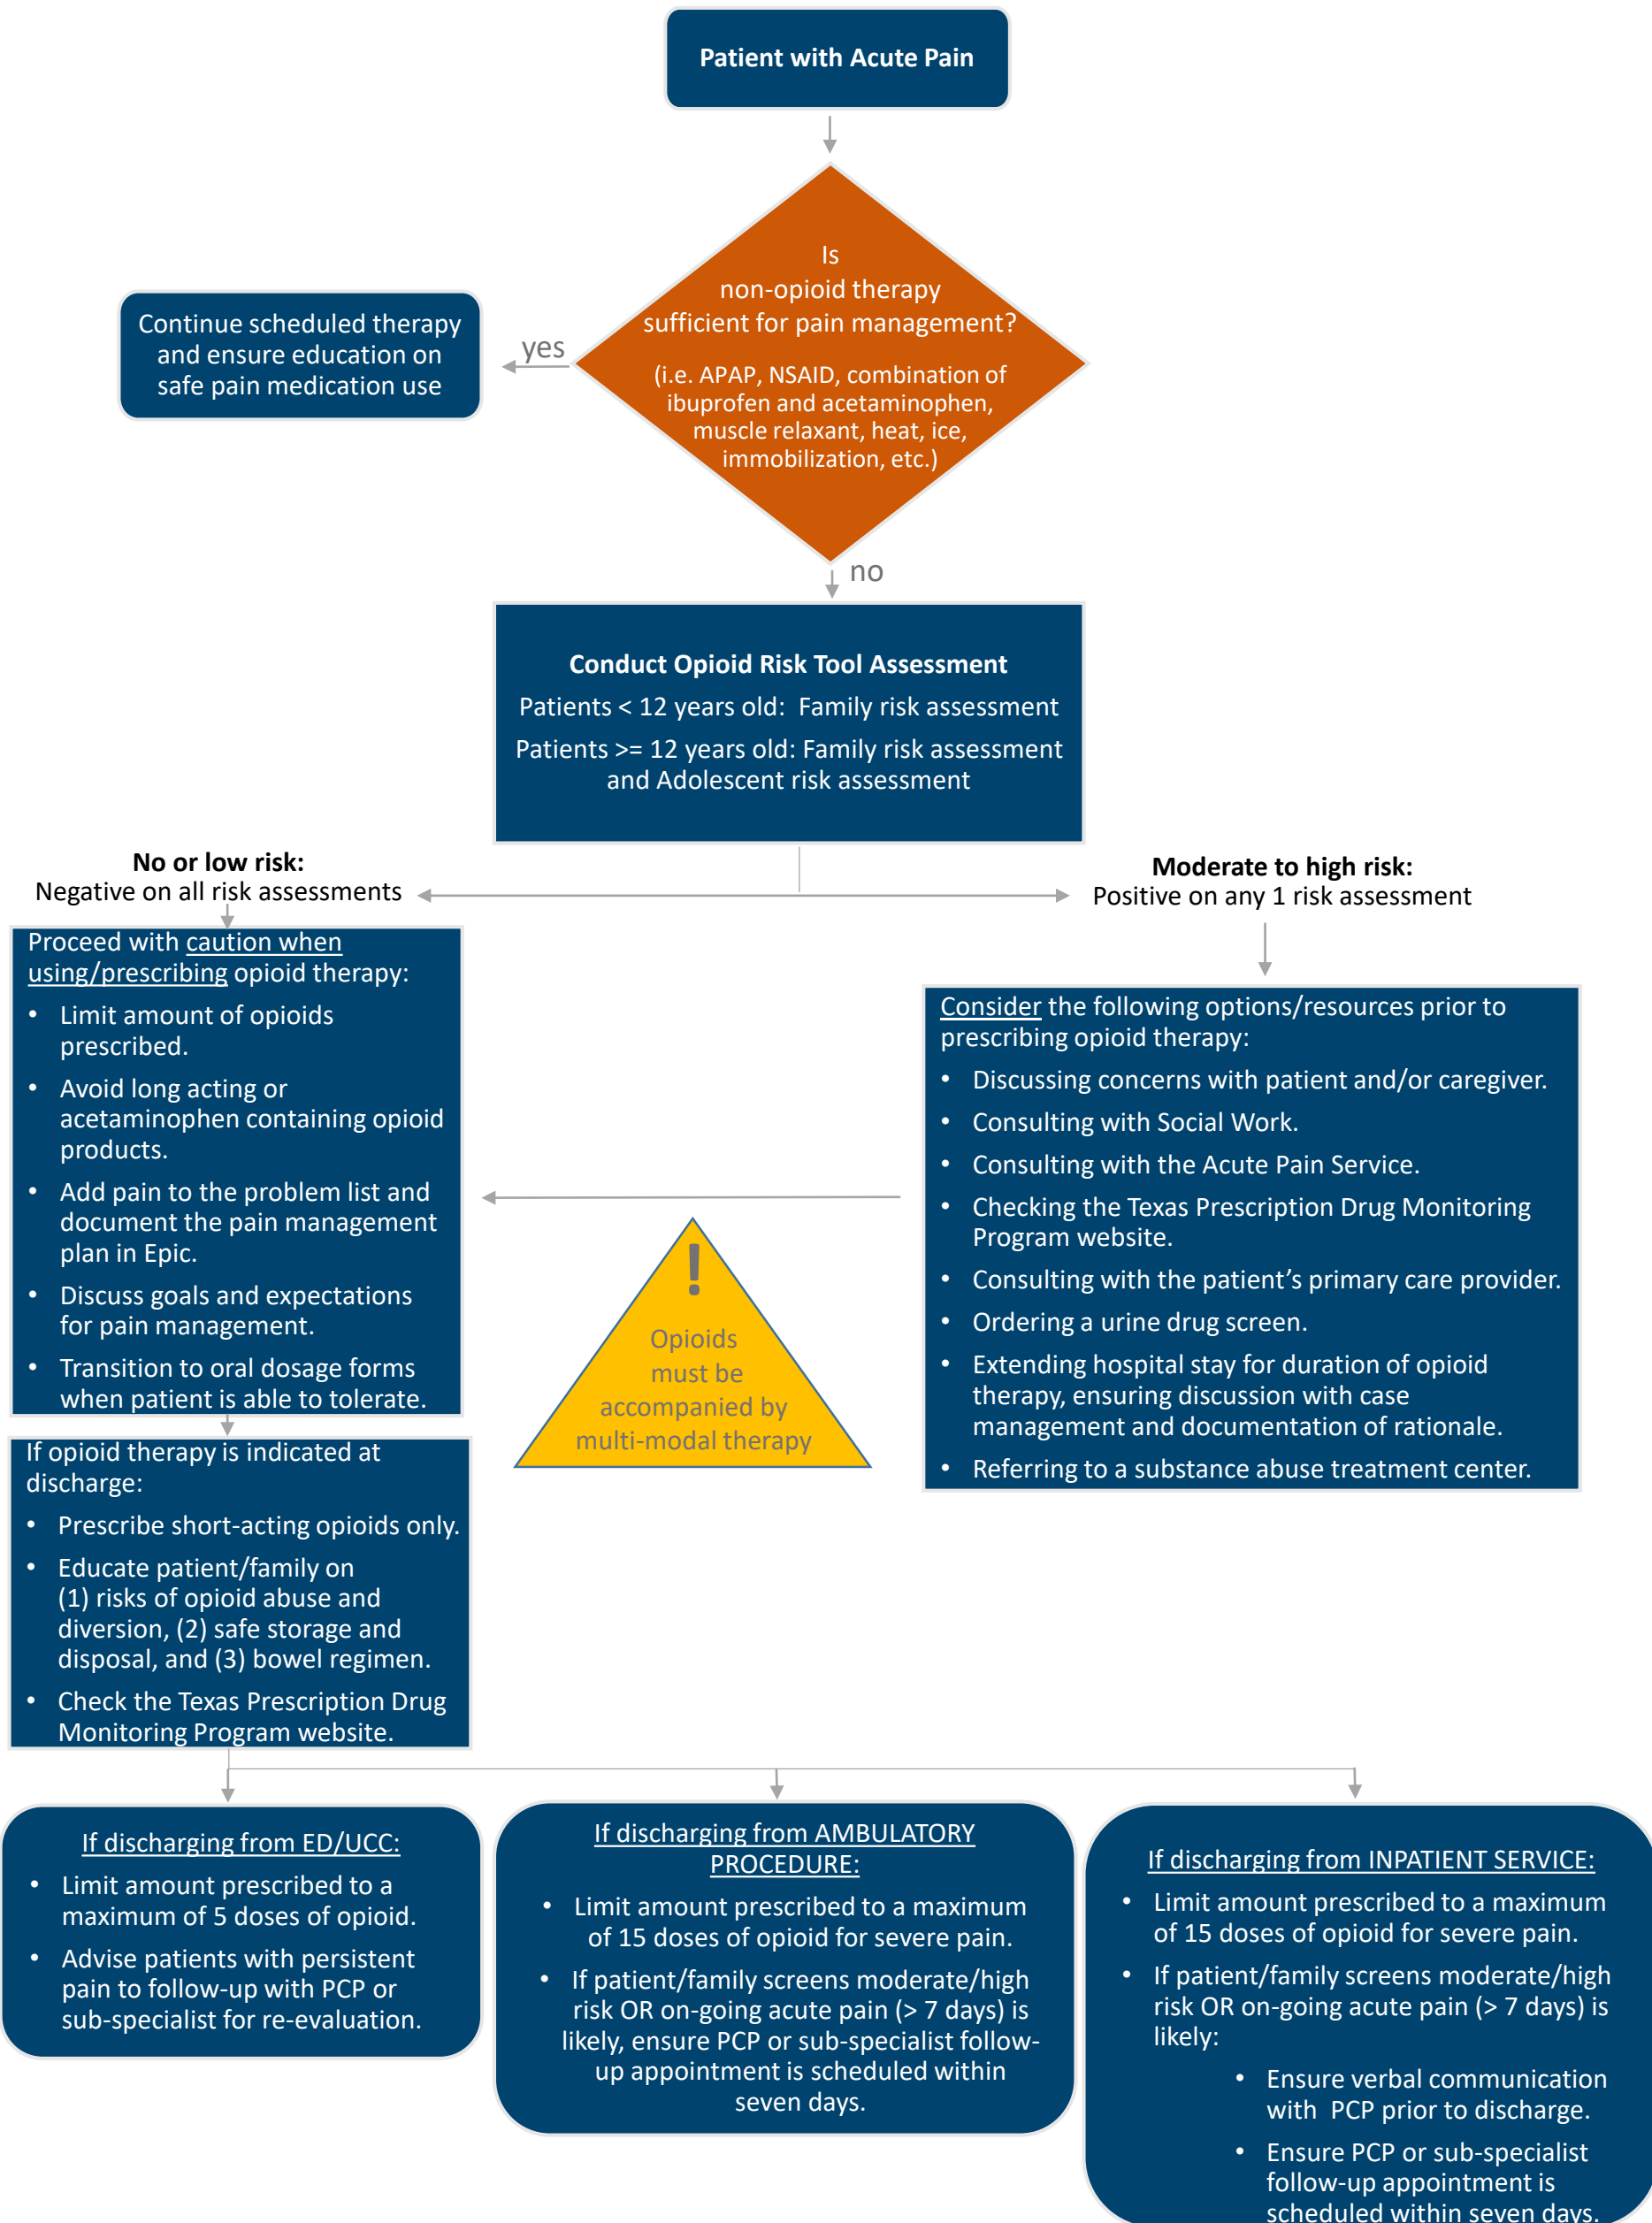 Patient with Acute Pain
Is
non-opioid therapy
sufficient for pain management?
(i.e. APAP, NSAID, combination of
ibuprofen and acetaminophen,
muscle relaxant, heat, ice,
immobilization, etc.)
yes
Continue scheduled therapy
and ensure education on
safe pain medication use
no
Conduct Opioid Risk Tool Assessment
Patients < 12 years old: Family risk assessment
Patients >= 12 years old: Family risk assessment
and Adolescent risk assessment
No or low risk:
Negative on all risk assessments
Moderate to high risk:
Positive on any 1 risk assessment
Proceed with caution when
using/prescribing opioid therapy:
• Limit amount of opioids
prescribed.
• Avoid long acting or
acetaminophen containing opioid
products.
• Add pain to the problem list and
document the pain management
plan in Epic.
• Discuss goals and expectations
for pain management.
• Transition to oral dosage forms
when patient is able to tolerate.
Consider the following options/resources prior to
prescribing opioid therapy:
• Discussing concerns with patient and/or caregiver.
• Consulting with Social Work.
• Consulting with the Acute Pain Service.
• Checking the Texas Prescription Drug Monitoring
Program website.
• Consulting with the patient’s primary care provider.
• Ordering a urine drug screen.
• Extending hospital stay for duration of opioid
therapy, ensuring discussion with case
management and documentation of rationale.
• Referring to a substance abuse treatment center.
!
Opioids
must be
accompanied by
multi-modal therapy
If opioid therapy is indicated at
discharge:
• Prescribe short-acting opioids only.
• Educate patient/family on
(1) risks of opioid abuse and
diversion, (2) safe storage and
disposal, and (3) bowel regimen.
• Check the Texas Prescription Drug
Monitoring Program website.
If discharging from ED/UCC:
• Limit amount prescribed to a
maximum of 5 doses of opioid.
• Advise patients with persistent
pain to follow-up with PCP or
sub-specialist for re-evaluation.
If discharging from AMBULATORY
PROCEDURE:
• Limit amount prescribed to a maximum
of 15 doses of opioid for severe pain.
• If patient/family screens moderate/high
risk OR on-going acute pain (> 7 days) is
likely, ensure PCP or sub-specialist follow-
up appointment is scheduled within
seven days.
If discharging from INPATIENT SERVICE:
• Limit amount prescribed to a maximum
of 15 doses of opioid for severe pain.
• If patient/family screens moderate/high
risk OR on-going acute pain (> 7 days) is
likely:
• Ensure verbal communication
with PCP prior to discharge.
• Ensure PCP or sub-specialist
follow-up appointment is
scheduled within seven days.